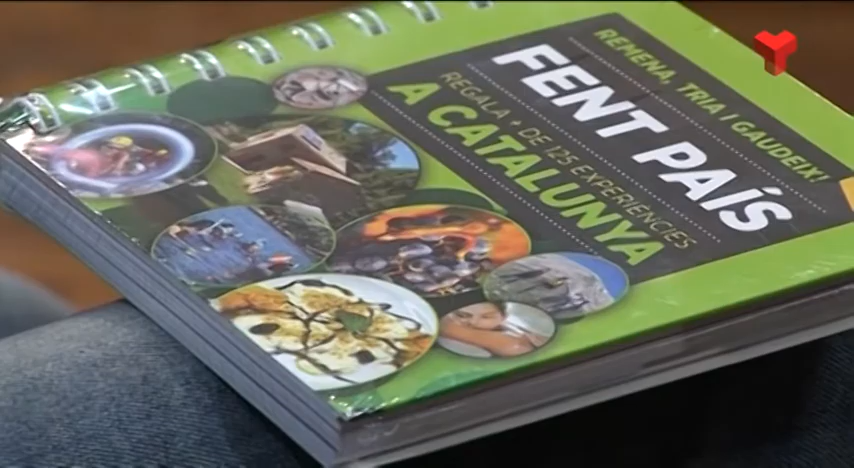 REMENA, TRIA I GAUDEIX!
FENT PAÍS
REGALA + DE 125 EXPERIÈNCIES
A CATALUNYA